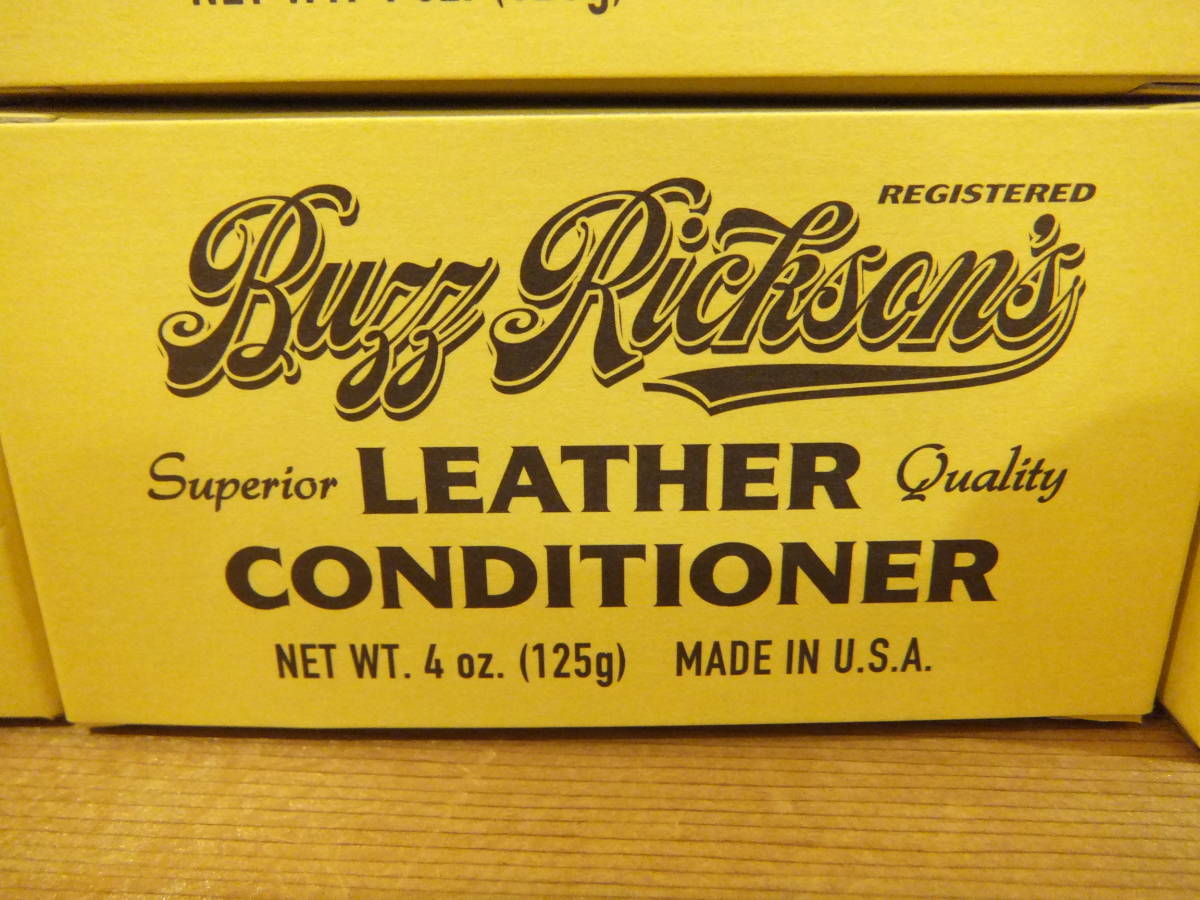 Buzz Rickson's
REGISTERED
Superior LEATHER Quality
CONDITIONER
NET WT. 4 oz. (125g) MADE IN U.S.A.